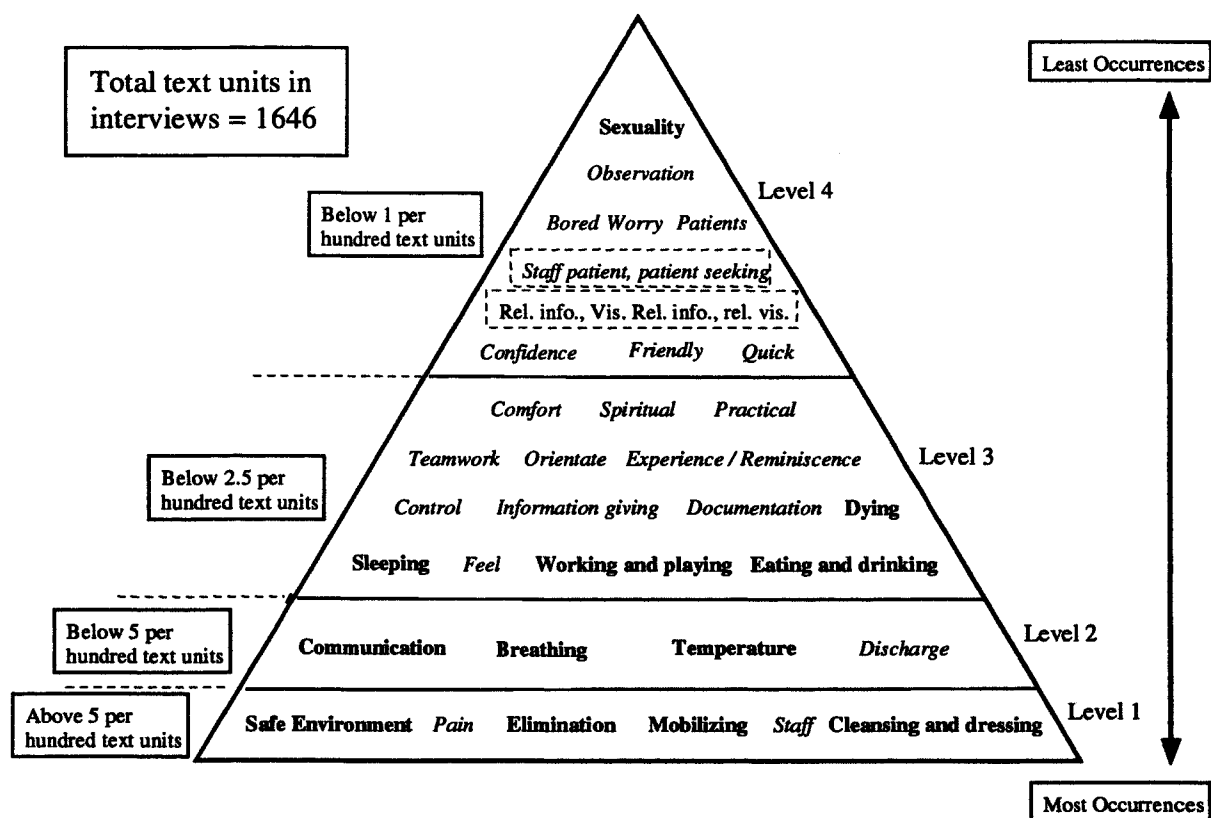 Total text units in
interviews = 1646
Least Occurrences
Sexuality
Observation
Level 4
Below 1 per
hundred text units
Bored Worry Patients
Staff patient, patient seeking
Rel. info., Vis. Rel. info., rel. vis.
Confidence Friendly Quick
Comfort Spiritual Practical
Teamwork Orientate Experience / Reminiscence
Level 3
Below 2.5 per
hundred text units
Control Information giving Documentation Dying
Sleeping Feel Working and playing Eating and drinking
Below 5 per
hundred text units
Communication Breathing Temperature Discharge
Level 2
Above 5 per
hundred text units
Safe Environment Pain Elimination Mobilizing Staff Cleansing and dressing
Level 1
Most Occurrences